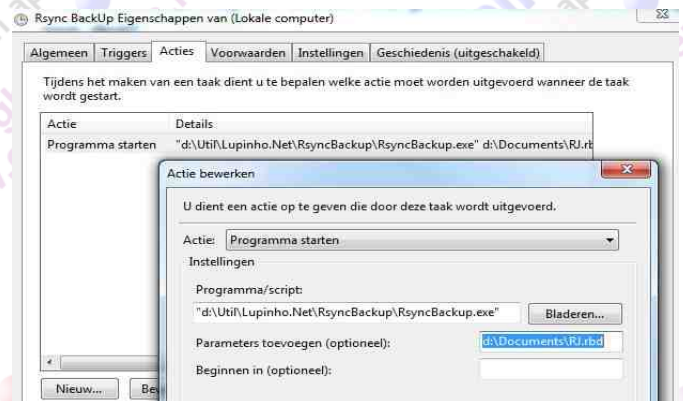 Rsync BackUp Eigenschappen van (Lokale computer)
Algemeen Triggers Acties Voorwaarden Instellingen Geschiedenis (uitgeschakeld)
Tijdens het maken van een taak dient u te bepalen welke actie moet worden uitgevoerd wanneer de taak
wordt gestart.
Actie Details
Programma starten "d:\Util\Lupinho.Net\RsyncBackup\RsyncBackup.exe" d:\Documents\RJ.rb
Actie bewerken
U dient een actie op te geven die door deze taak wordt uitgevoerd.
Actie: Programma starten
Instellingen
Programma/script:
"d:\Util\Lupinho.Net\RsyncBackup\RsyncBackup.exe" Bladeren...
Parameters toevoegen (optioneel): d:\Documents\RJ.rbd
Beginnen in (optioneel):
Nieuw... Be